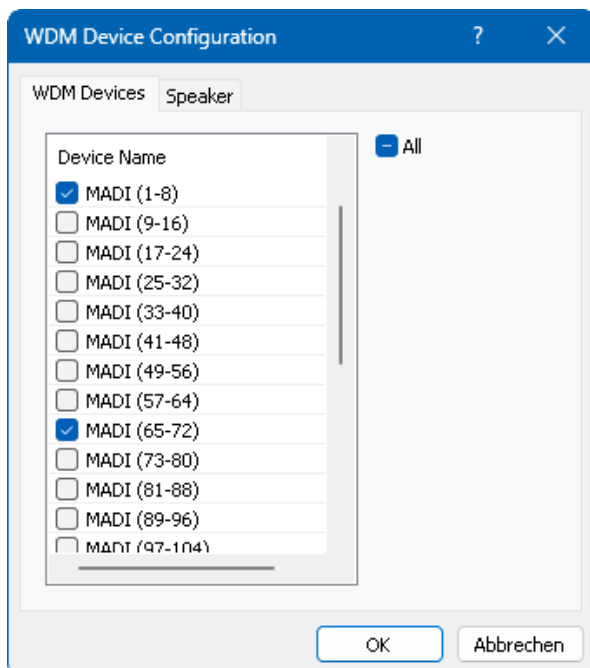 WDM Device Configuration ?
WDM Devices Speaker
Device Name
All
MADI (1-8)
MADI (9-16)
MADI (17-24)
MADI (25-32)
MADI (33-40)
MADI (41-48)
MADI (49-56)
MADI (57-64)
MADI (65-72)
MADI (73-80)
MADI (81-88)
MADI (89-96)
MADI (97-104)
OK Abbrechen